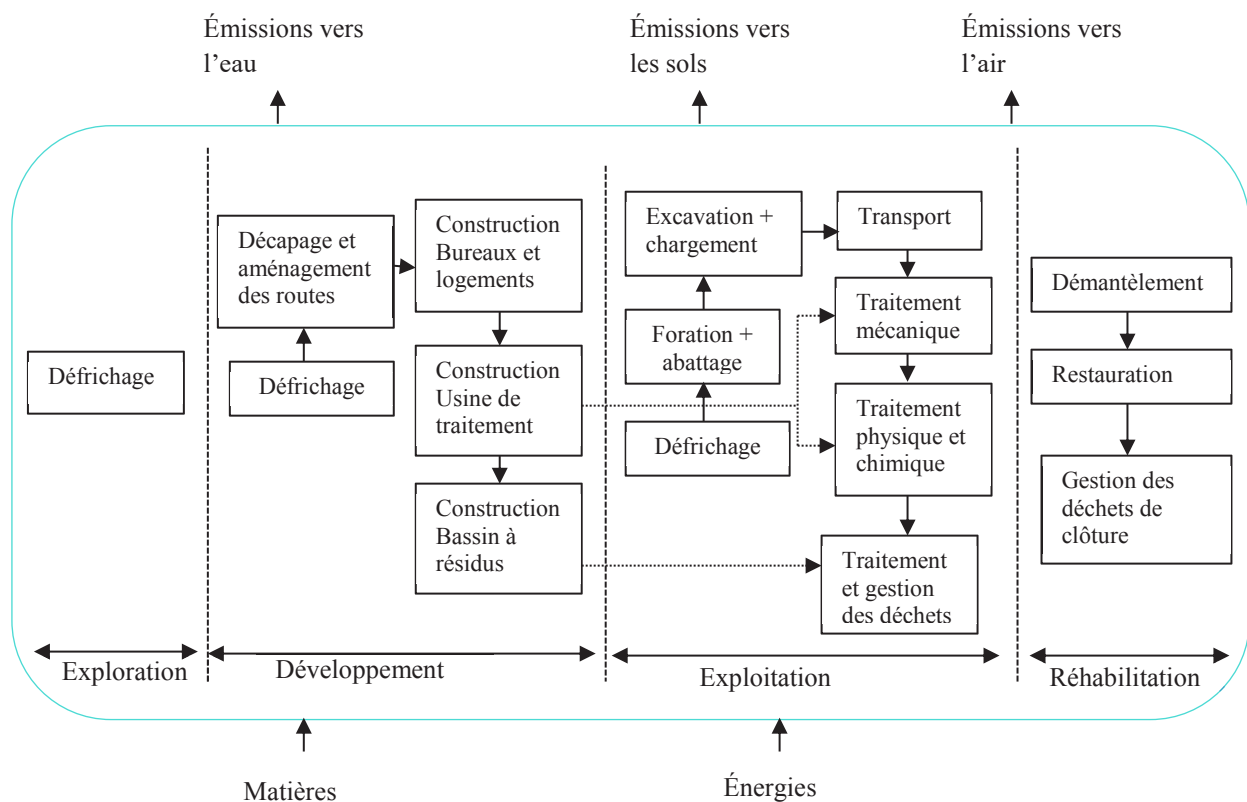 Émissions vers
l’eau
Émissions vers
les sols
Émissions vers
l’air
Défrichage
Décapage et
aménagement
des routes
Défrichage
Construction
Bureaux et
logements
Construction
Usine de
traitement
Construction
Bassin à
résidus
Excavation +
chargement
Foration +
abattage
Défrichage
Transport
Traitement
mécanique
Traitement
physique et
chimique
Traitement
et gestion
des déchets
Démantèlement
Restauration
Gestion des
déchets de
clôture
Exploration
Développement
Exploitation
Réhabilitation
Matières
Énergies